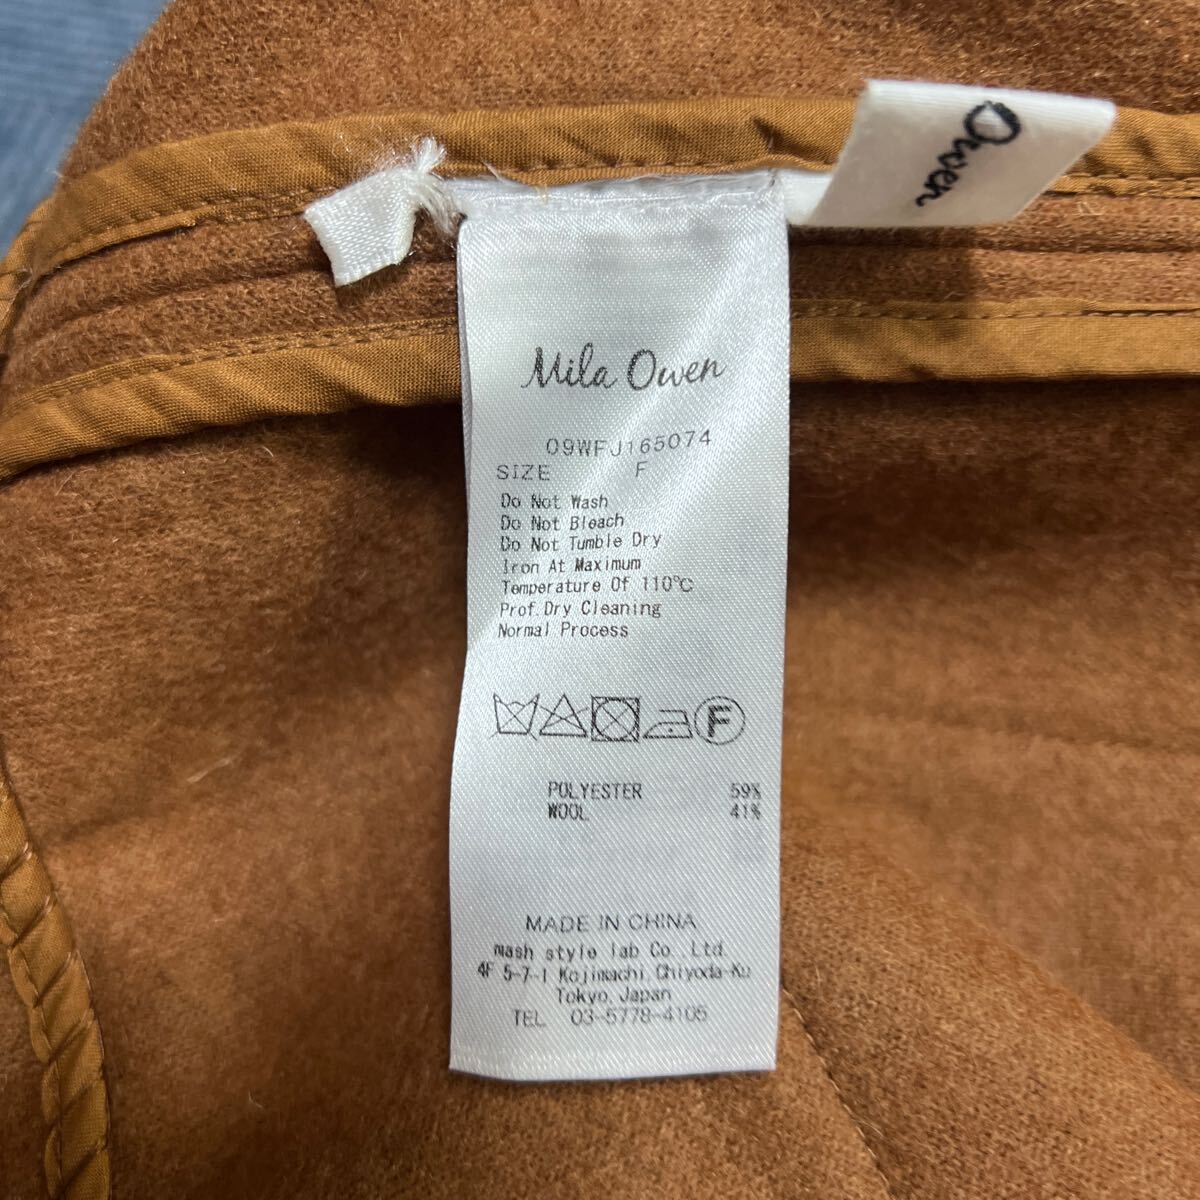 Owen
Mila Owen
09WFJ165074
SIZE F
Do Not Wash
Do Not Bleach
Do Not Tumble Dry
Iron At Maximum
Temperature Of 110℃
Prof.Dry Cleaning
Normal Process
F
POLYESTER 59%
WOOL 41%
MADE IN CHINA
mash style lab Co.,Ltd.
4F 5-7-1 Kojimachi,Chiyoda-Ku
Tokyo,Japan
TEL 03-5778-4105